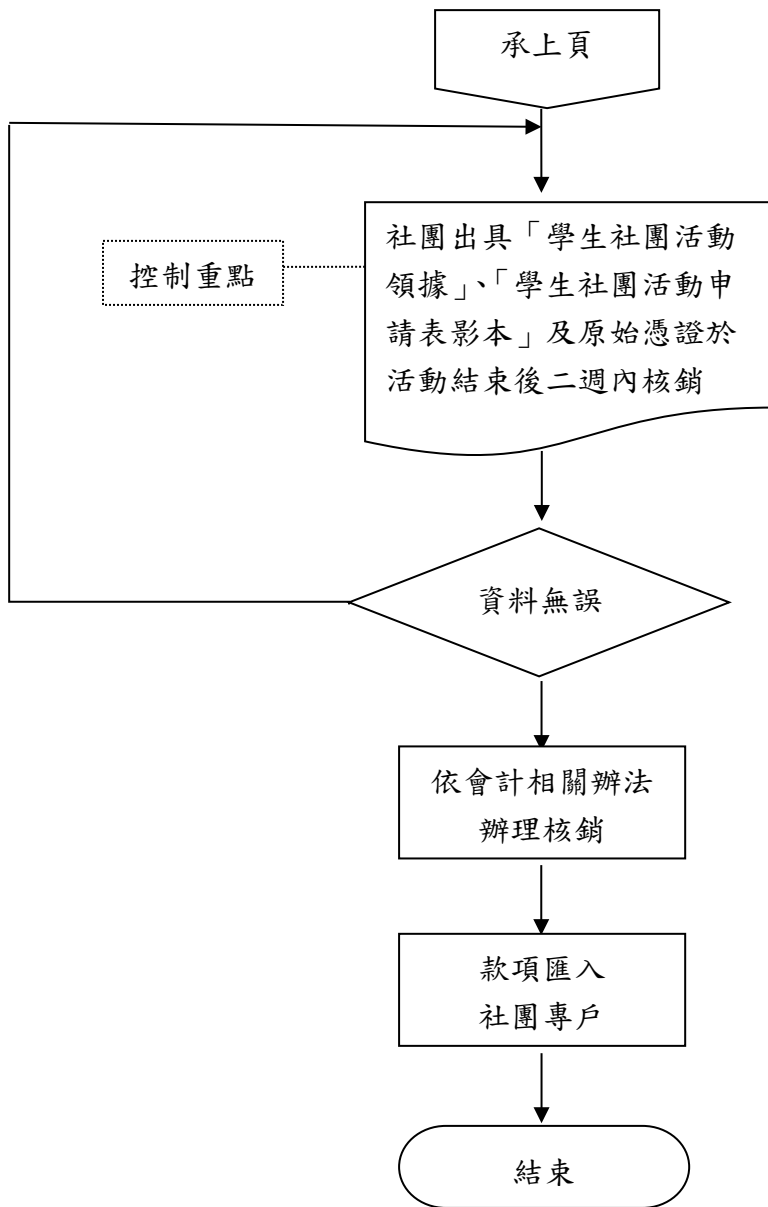 承上頁
社團出具「學生社團活動
領據」、「學生社團活動申
請表影本」及原始憑證於
活動結束後二週內核銷
控制重點
資料無誤
依會計相關辦法
辦理核銷
款項匯入
社團專戶
結束